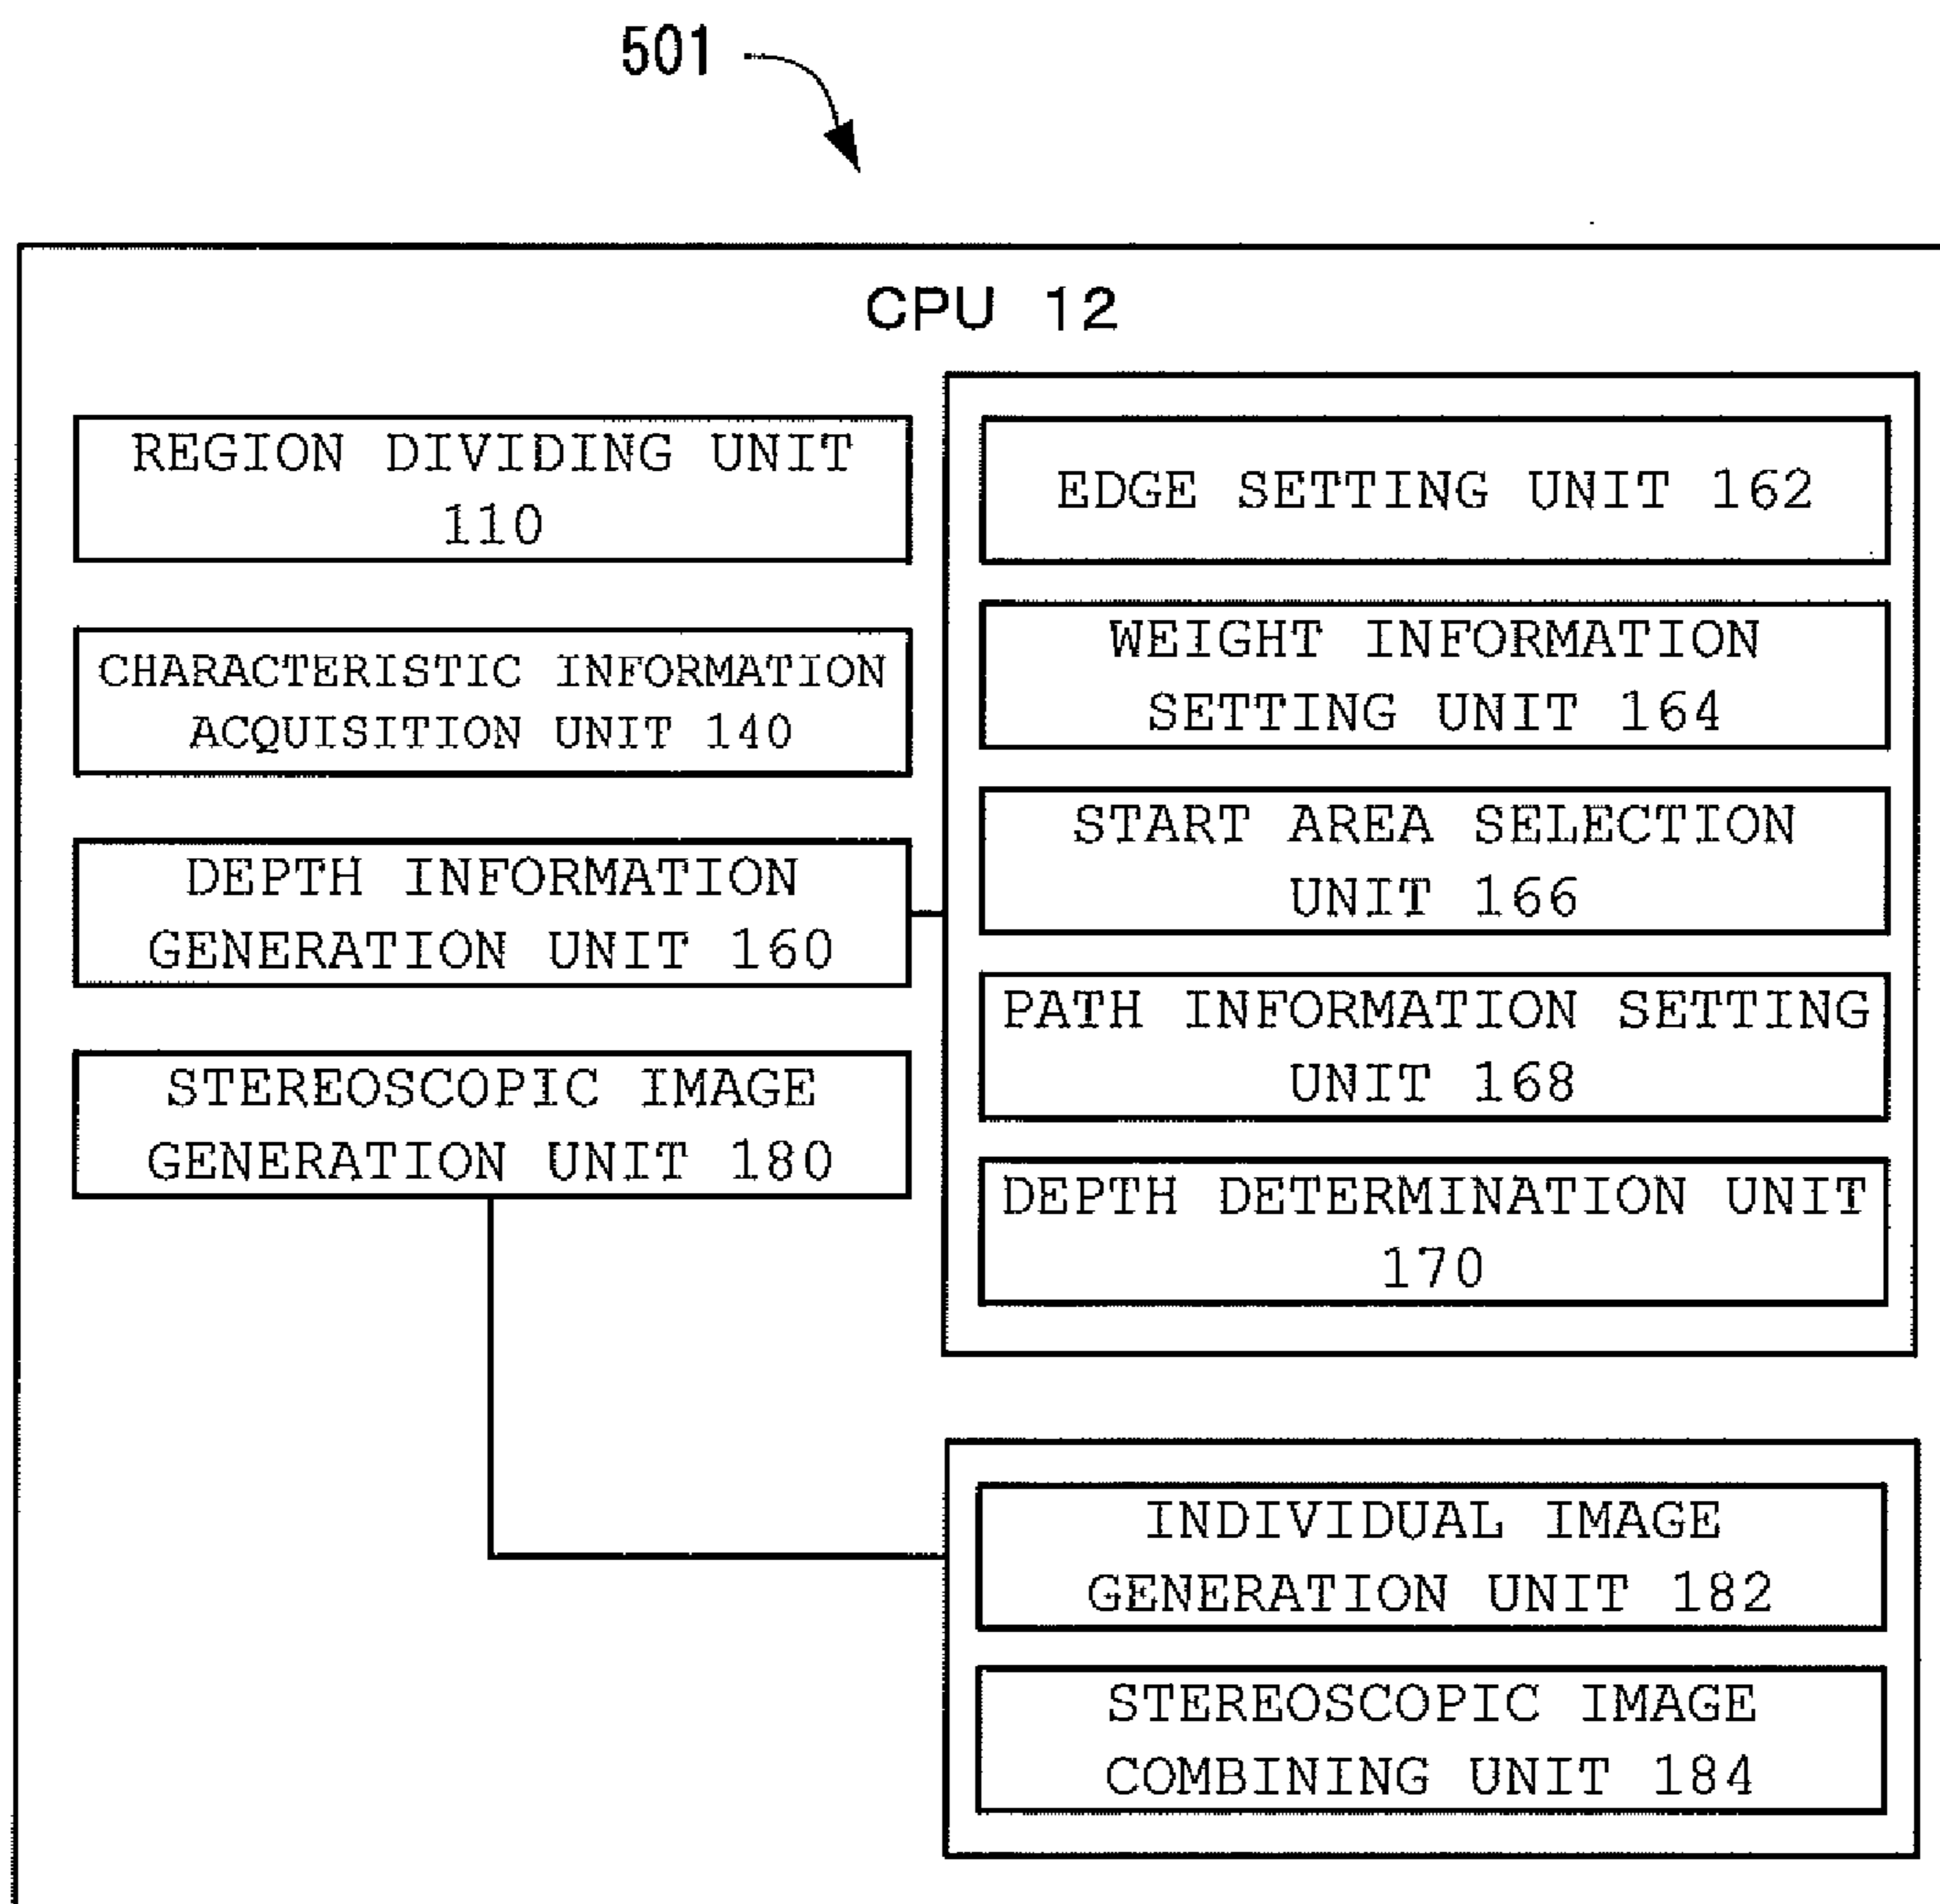 501
CPU 12
REGION DIVIDING UNIT
110
CHARACTERISTIC INFORMATION
ACQUISITION UNIT 140
DEPTH INFORMATION
GENERATION UNIT 160
STEREOSCOPIC IMAGE
GENERATION UNIT 180
EDGE SETTING UNIT 162
WEIGHT INFORMATION
SETTING UNIT 164
START AREA SELECTION
UNIT 166
PATH INFORMATION SETTING
UNIT 168
DEPTH DETERMINATION UNIT
170
INDIVIDUAL IMAGE
GENERATION UNIT 182
STEREOSCOPIC IMAGE
COMBINING UNIT 184